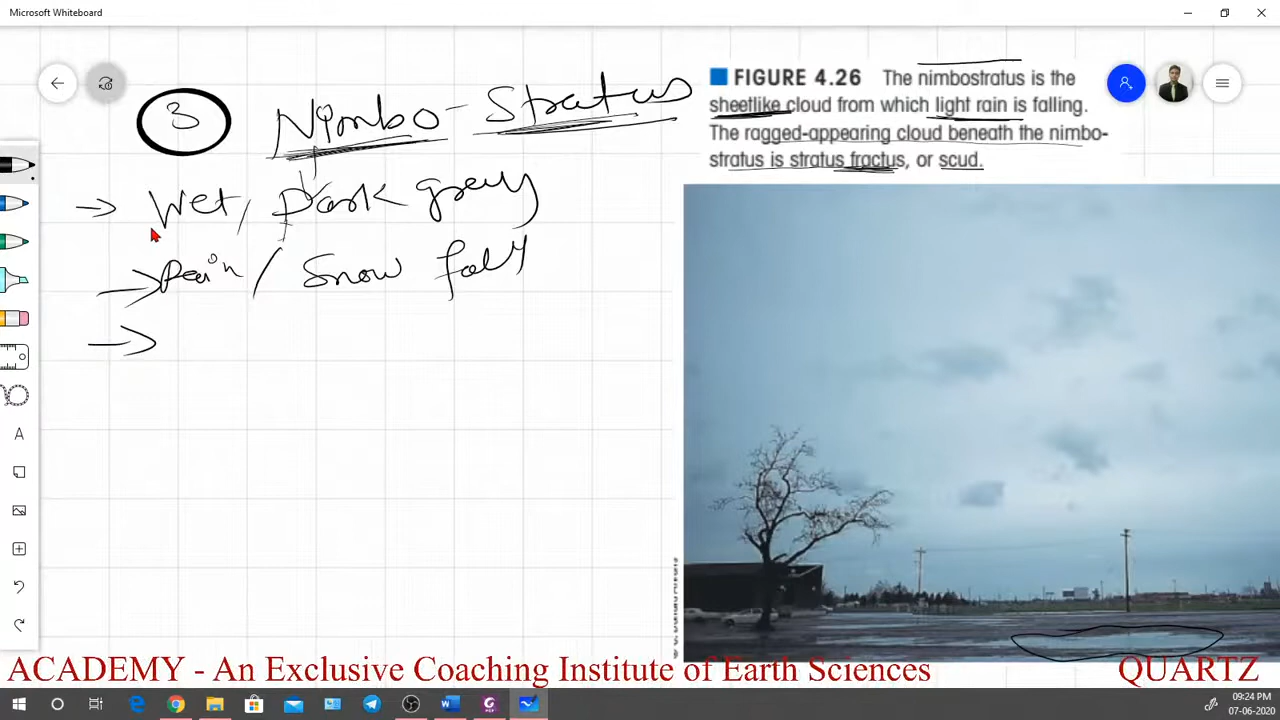 Microsoft Whiteboard
3
Nimbo-Stratus
→ Wet, Dark grey
→ Rain / Snow fall
→
FIGURE 4.26 The nimbostratus is the
sheetlike cloud from which light rain is falling.
The ragged-appearing cloud beneath the nimbo-
stratus is stratus fractus, or scud.
ACADEMY - An Exclusive Coaching Institute of Earth Sciences
QUARTZ
09:24 PM
07-06-2020